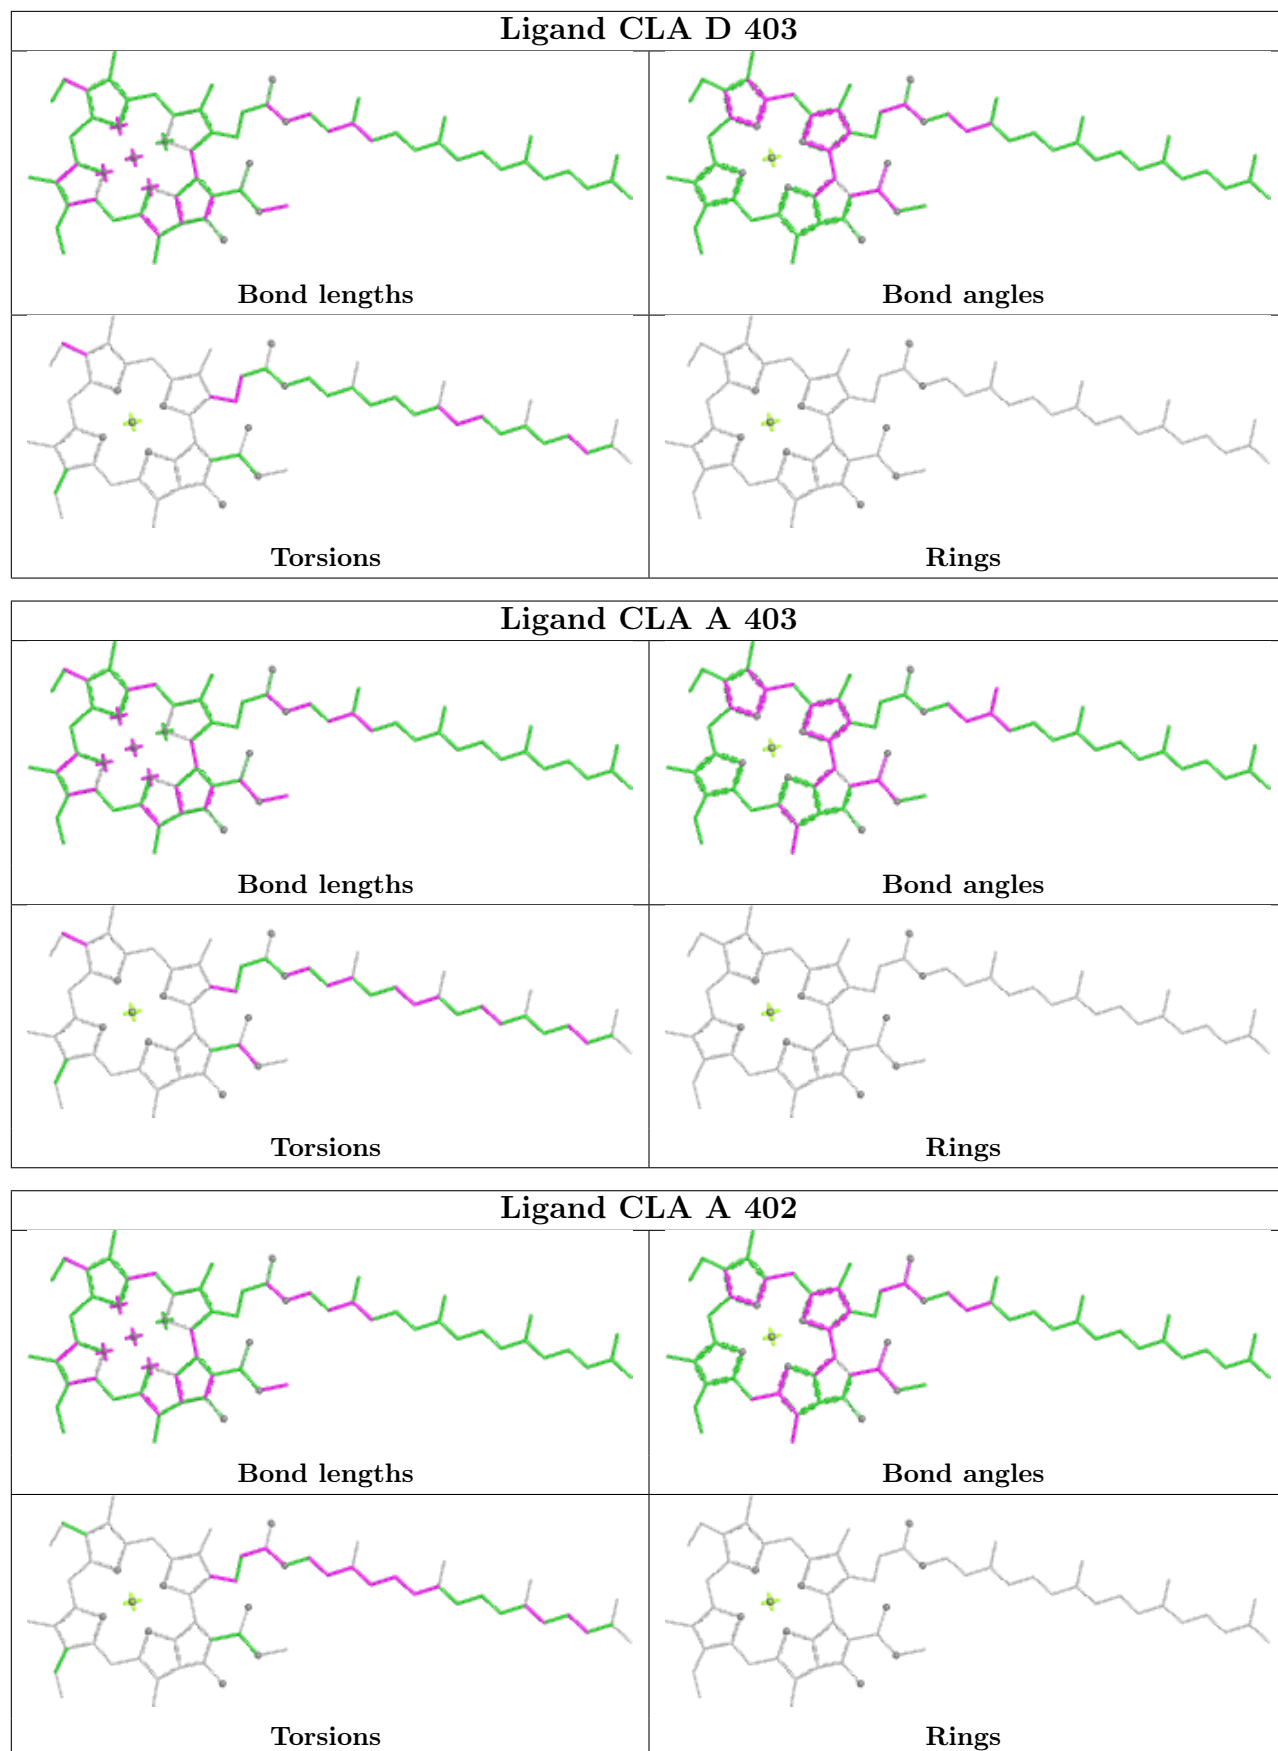 Ligand CLA D 403
Bond lengths
Bond angles
Torsions
Rings
Ligand CLA A 403
Bond lengths
Bond angles
Torsions
Rings
Ligand CLA A 402
Bond lengths
Bond angles
Torsions
Rings